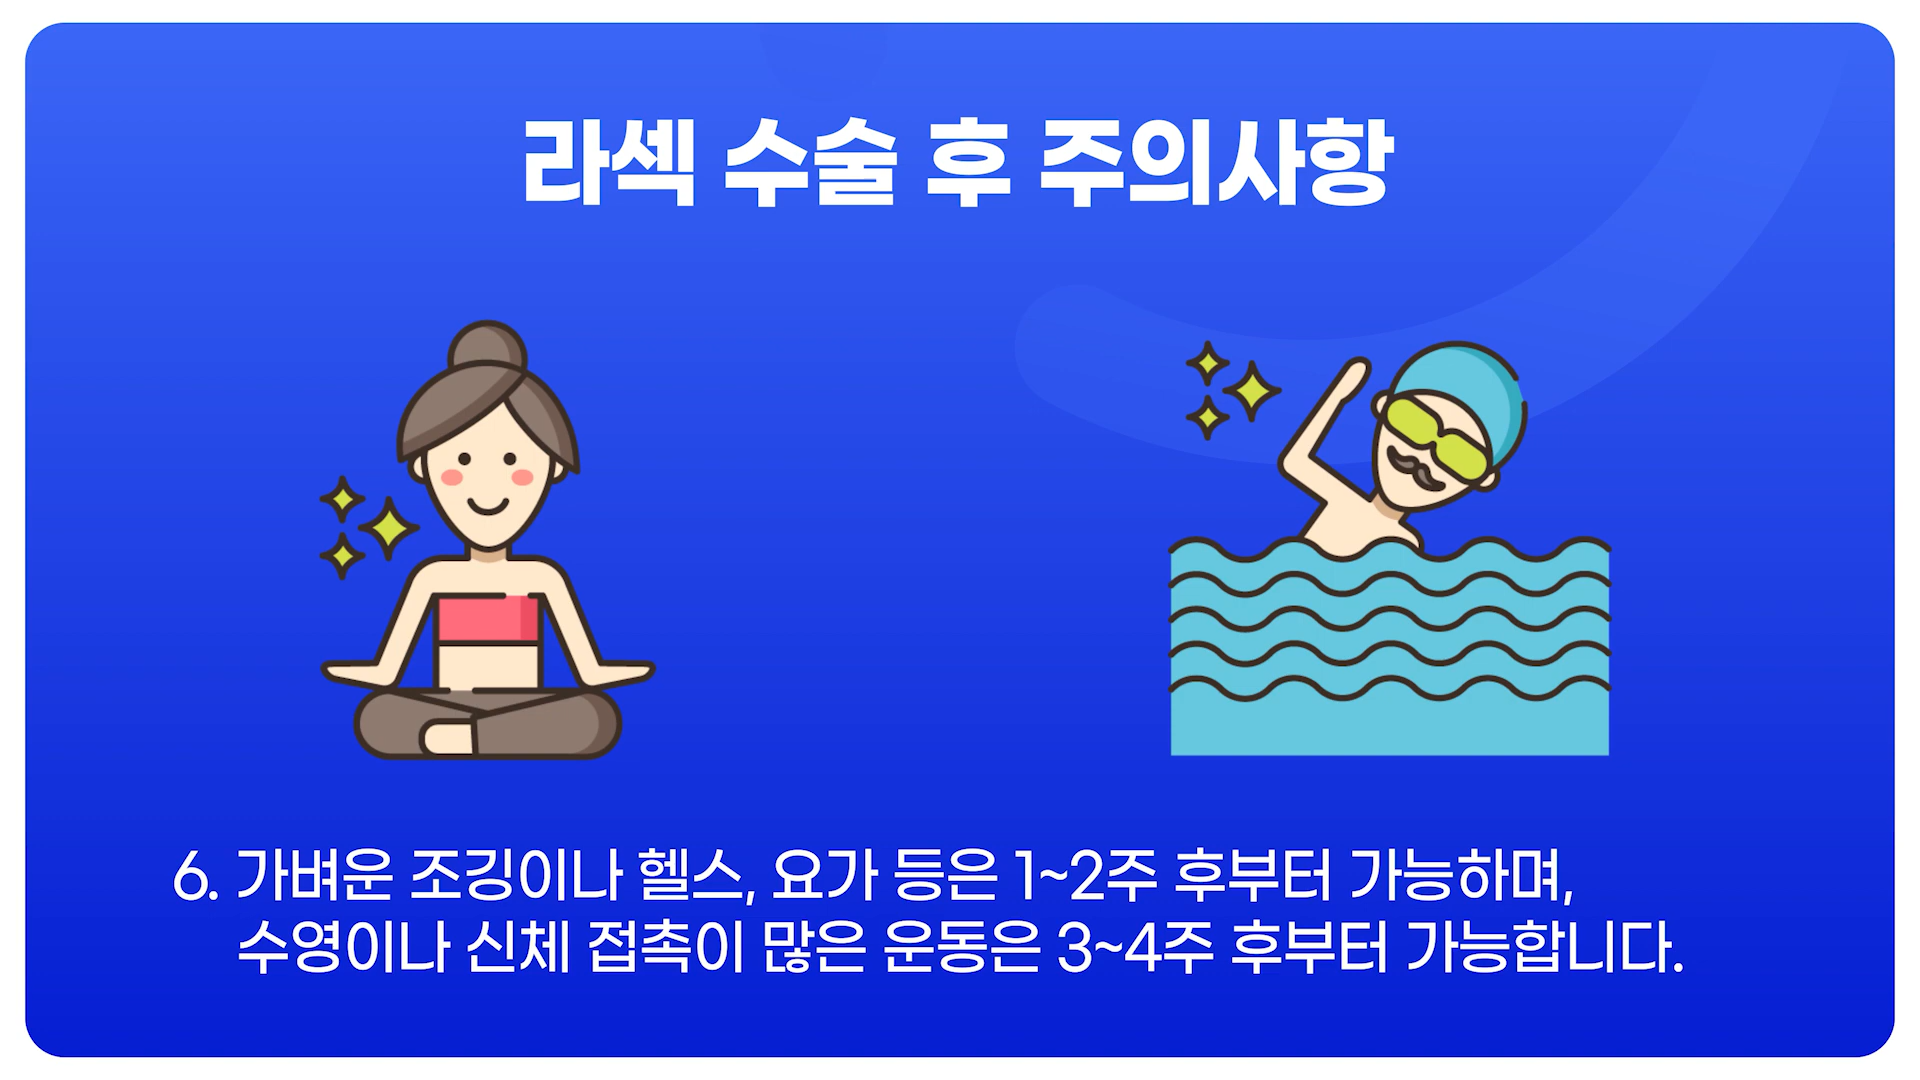 라섹 수술 후 주의사항
6. 가벼운 조깅이나 헬스, 요가 등은 1~2주 후부터 가능하며,
수영이나 신체 접촉이 많은 운동은 3~4주 후부터 가능합니다.